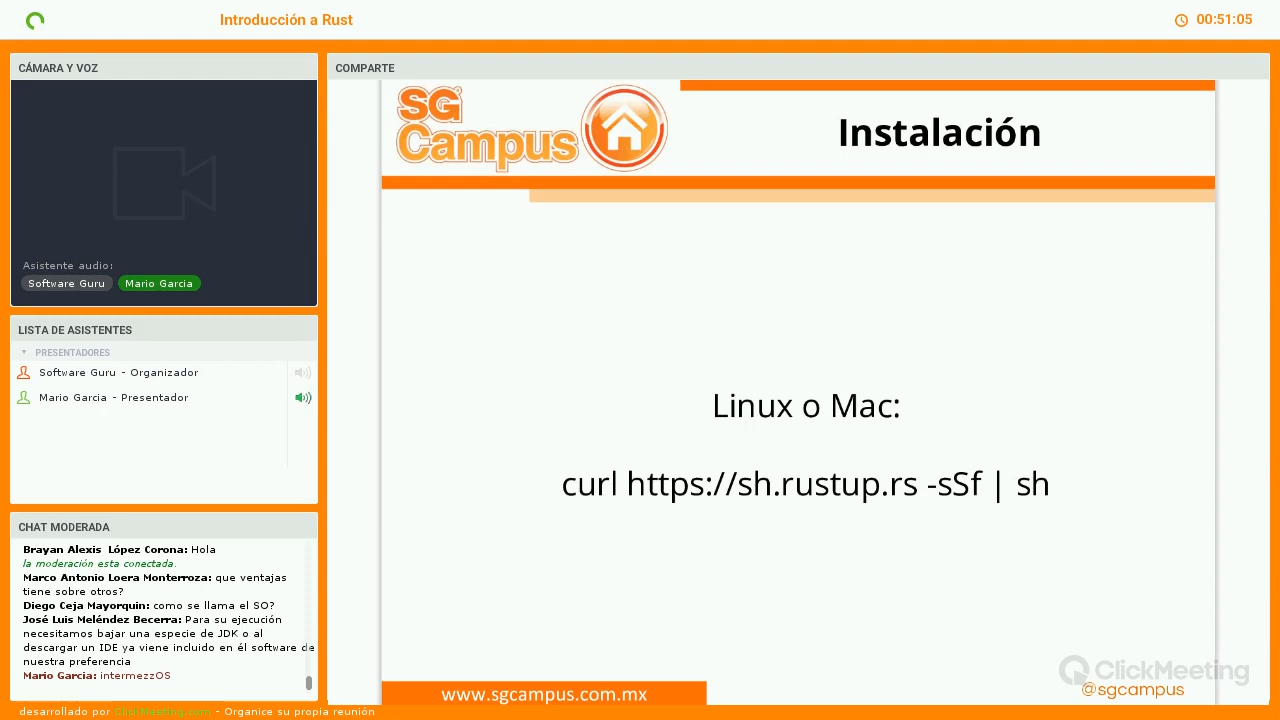 Introducción a Rust
00:51:05
CÁMARA Y VOZ
Asistente audio:
Software Guru
Mario Garcia
LISTA DE ASISTENTES
PRESENTADORES
Software Guru - Organizador
Mario Garcia - Presentador
CHAT MODERADA
Brayan Alexis López Corona: Hola
la moderación esta conectada.
Marco Antonio Loera Monterroza: que ventajas
tiene sobre otros?
Diego Ceja Mayorquin: como se llama el SO?
José Luis Meléndez Becerra: Para su ejecución
necesitamos bajar una especie de JDK o al
descargar un IDE ya viene incluido en él software de
nuestra preferencia
Mario Garcia: intermezzOS
desarrollado por ClickMeeting.com - Organice su propia reunión
COMPARTE
SG
Campus
Instalación
Linux o Mac:
curl https://sh.rustup.rs -sSf | sh
www.sgcampus.com.mx
ClickMeeting
@sgcampus